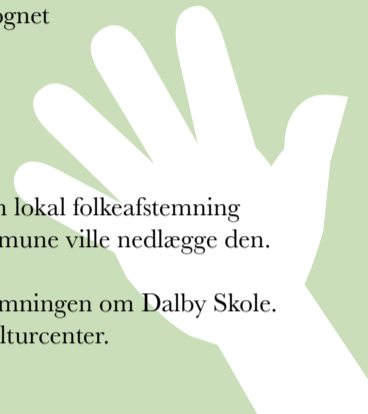 ognet
n lokal folkeafstemning
mune ville nedlægge den.
mningen om Dalby Skole.
lturcenter.